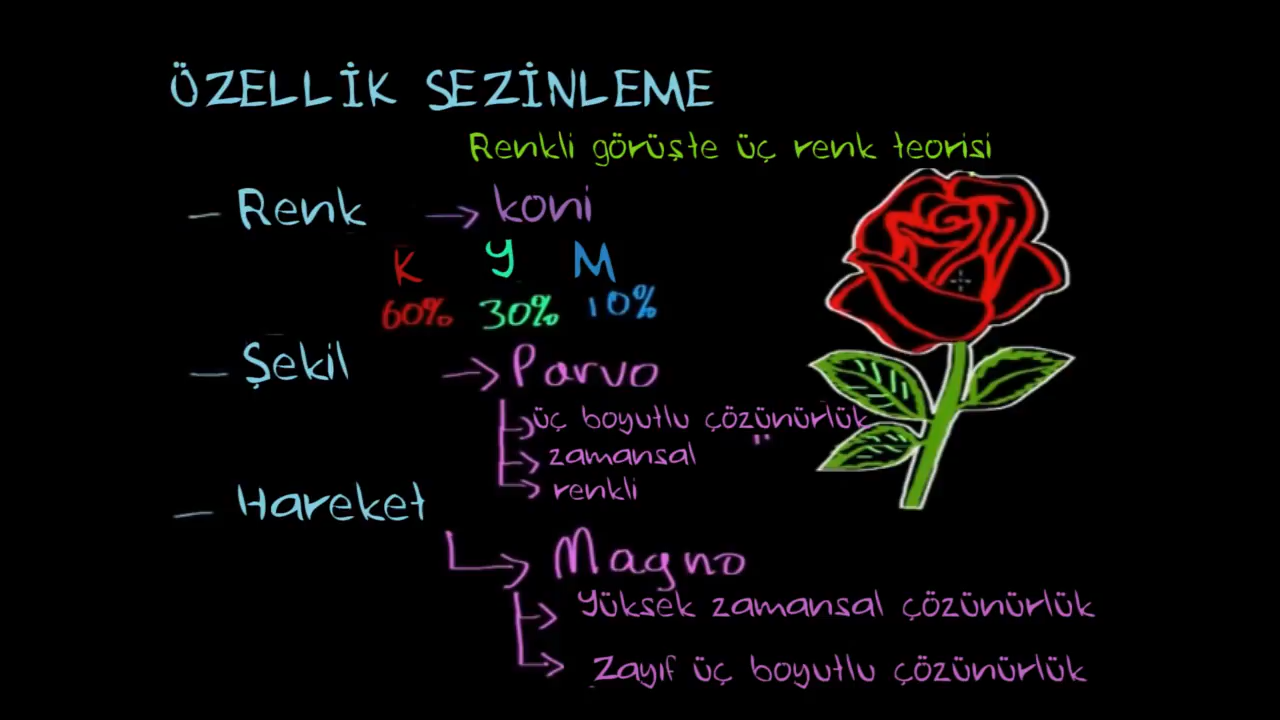 ÖZELLİK SEZİNLEME
Renkli görüşte üç renk teorisi
– Renk → koni
K Y M
60% 30% 10%
– Şekil → Parvo
→ üç boyutlu çözünürlük
→ zamansal
→ renkli
– Hareket
→ Magno
→ yüksek zamansal çözünürlük
→ Zayıf üç boyutlu çözünürlük